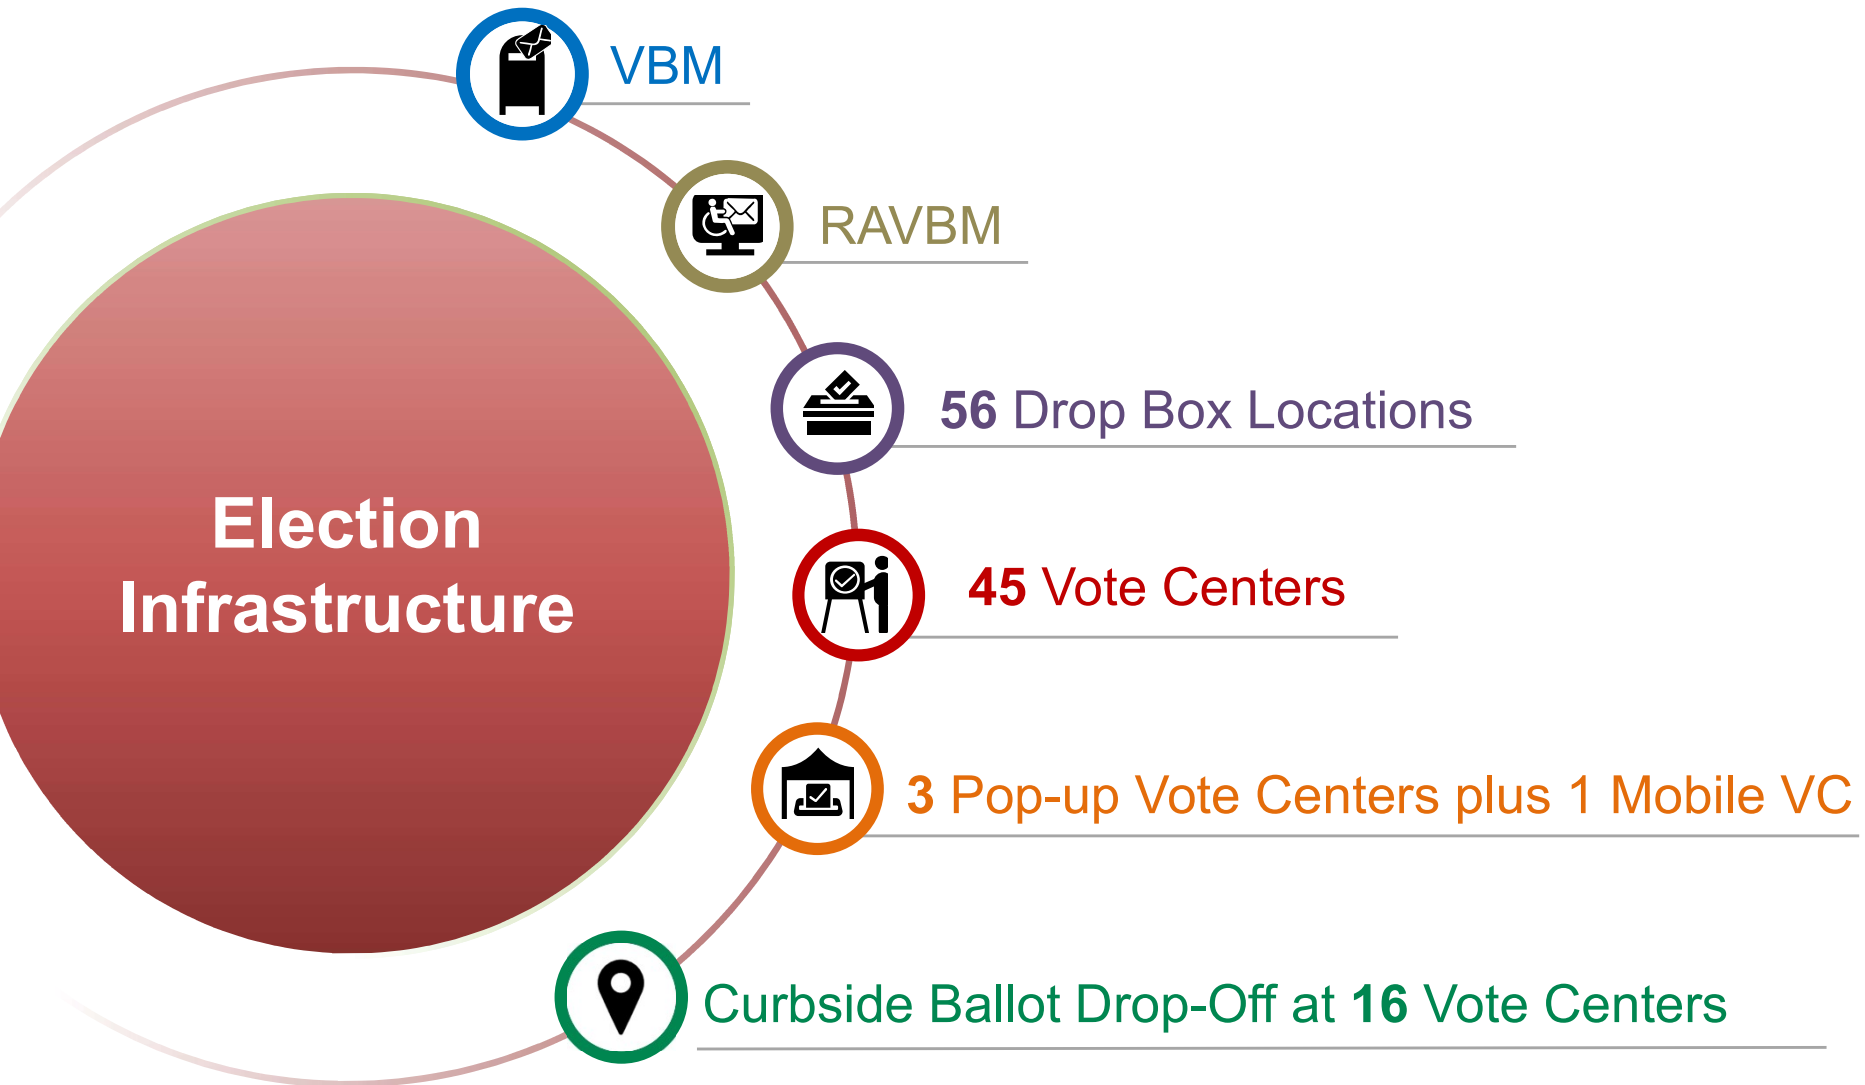 VBM
RAVBM
56 Drop Box Locations
Election
Infrastructure
45 Vote Centers
3 Pop-up Vote Centers plus 1 Mobile VC
Curbside Ballot Drop-Off at 16 Vote Centers